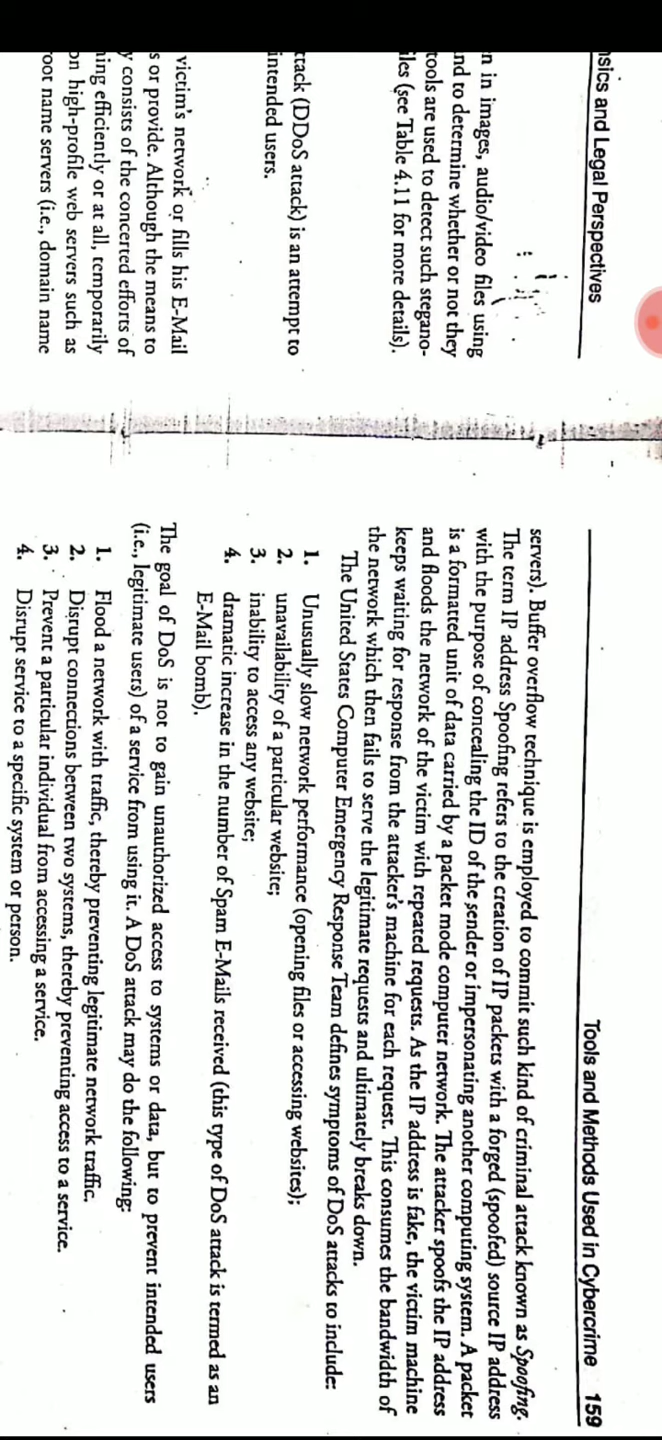 nsics and Legal Perspectives
n in images, audio/video files using
nd to determine whether or not they
tools are used to detect such stegano-
iles (see Table 4.11 for more details).
ttack (DDoS attack) is an attempt to
intended users.
victim's network or fills his E-Mail
s or provide. Although the means to
y consists of the concerted efforts of
ning efficiently or at all, temporarily
on high-profile web servers such as
oot name servers (i.e., domain name
Tools and Methods Used in Cybercrime 159
servers). Buffer overflow technique is employed to commit such kind of criminal attack known as Spoofing.
The term IP address Spoofing refers to the creation of IP packets with a forged (spoofed) source IP address
with the purpose of concealing the ID of the sender or impersonating another computing system. A packet
is a formatted unit of data carried by a packet mode computer network. The attacker spoofs the IP address
and floods the network of the victim with repeated requests. As the IP address is fake, the victim machine
keeps waiting for response from the attacker's machine for each request. This consumes the bandwidth of
the network which then fails to serve the legitimate requests and ultimately breaks down.
The United States Computer Emergency Response Team defines symptoms of DoS attacks to include:
1. Unusually slow network performance (opening files or accessing websites);
2. unavailability of a particular website;
3. inability to access any website;
4. dramatic increase in the number of Spam E-Mails received (this type of DoS attack is termed as an
E-Mail bomb).
The goal of DoS is not to gain unauthorized access to systems or data, but to prevent intended users
(i.e., legitimate users) of a service from using it. A DoS attack may do the following:
1. Flood a network with traffic, thereby preventing legitimate network traffic.
2. Disrupt connections between two systems, thereby preventing access to a service.
3. Prevent a particular individual from accessing a service.
4. Disrupt service to a specific system or person.